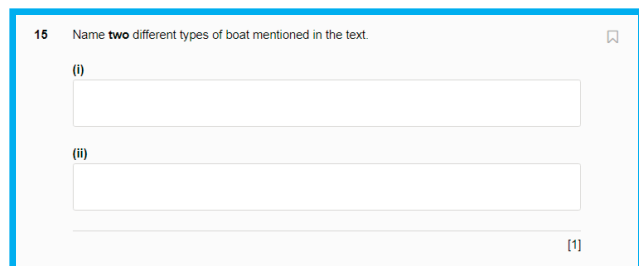 15 Name two different types of boat mentioned in the text.
(i)
(ii)
[1]